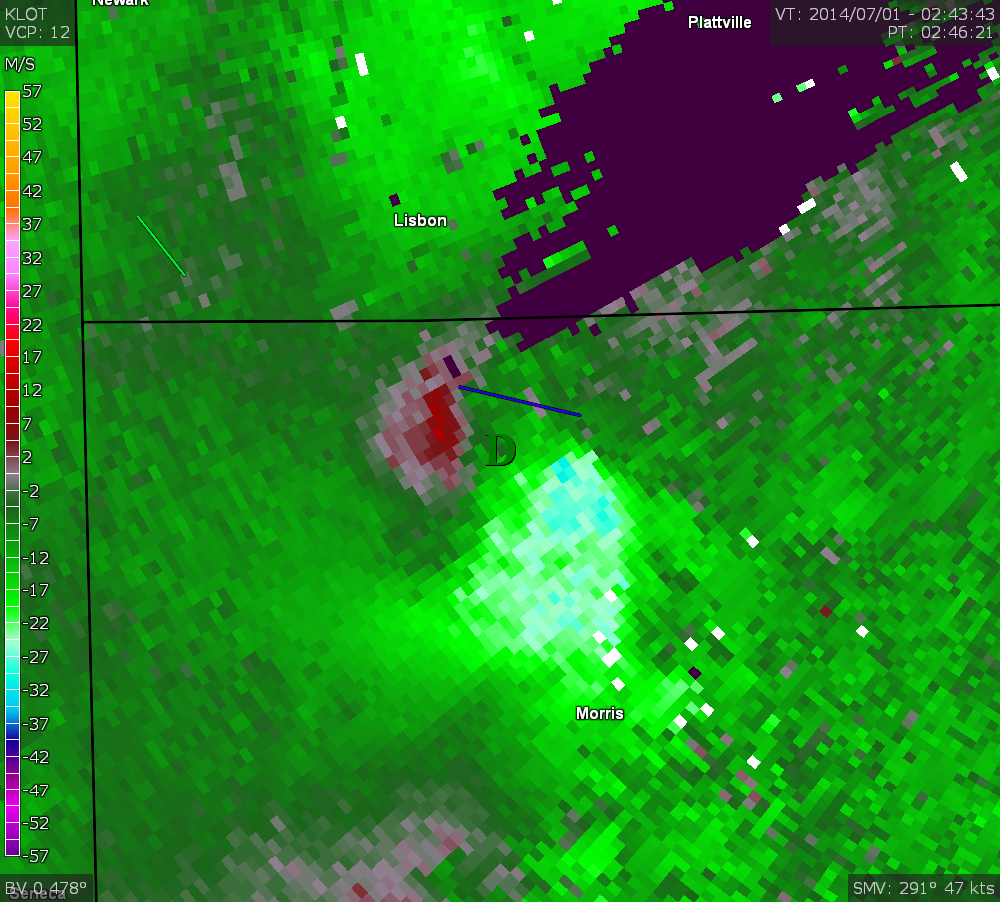 Newark
KLOT
VCP: 12
Plattville
VT: 2014/07/01 - 02:43:43
PT: 02:46:21
M/S
57
52
47
42
37
32
27
22
17
12
7
2
-2
-7
-12
-17
-22
-27
-32
-37
-42
-47
-52
-57
Lisbon
D
Morris
BV 0.478°
Seneca
SMV: 291° 47 kts